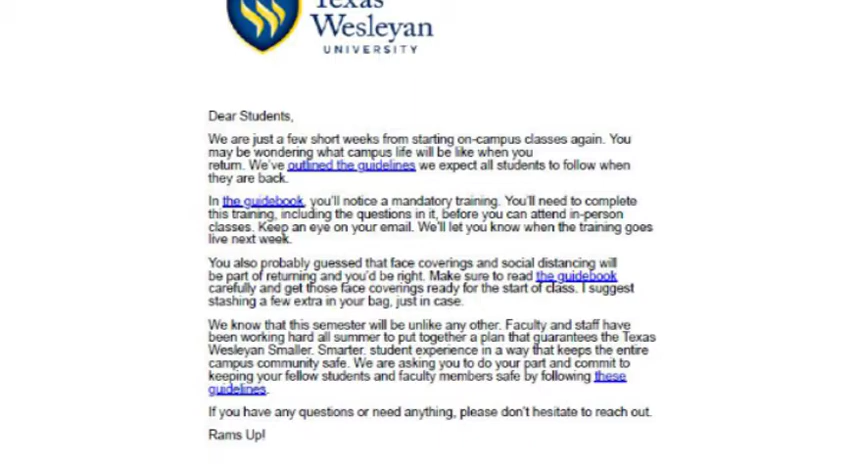 Texas
Wesleyan
UNIVERSITY
Dear Students,
We are just a few short weeks from starting on-campus classes again. You
may be wondering what campus life will be like when you
return. We've outlined the guidelines we expect all students to follow when
they are back.
In the guidebook, you'll notice a mandatory training. You'll need to complete
this training, including the questions in it, before you can attend in-person
classes. Keep an eye on your email. We'll let you know when the training goes
live next week.
You also probably guessed that face coverings and social distancing will
be part of returning and you'd be right. Make sure to read the guidebook
carefully and get those face coverings ready for the start of class. I suggest
stashing a few extra in your bag, just in case.
We know that this semester will be unlike any other. Faculty and staff have
been working hard all summer to put together a plan that guarantees the Texas
Wesleyan Smaller. Smarter. student experience in a way that keeps the entire
campus community safe. We are asking you to do your part and commit to
keeping your fellow students and faculty members safe by following these
guidelines.
If you have any questions or need anything, please don't hesitate to reach out.
Rams Up!